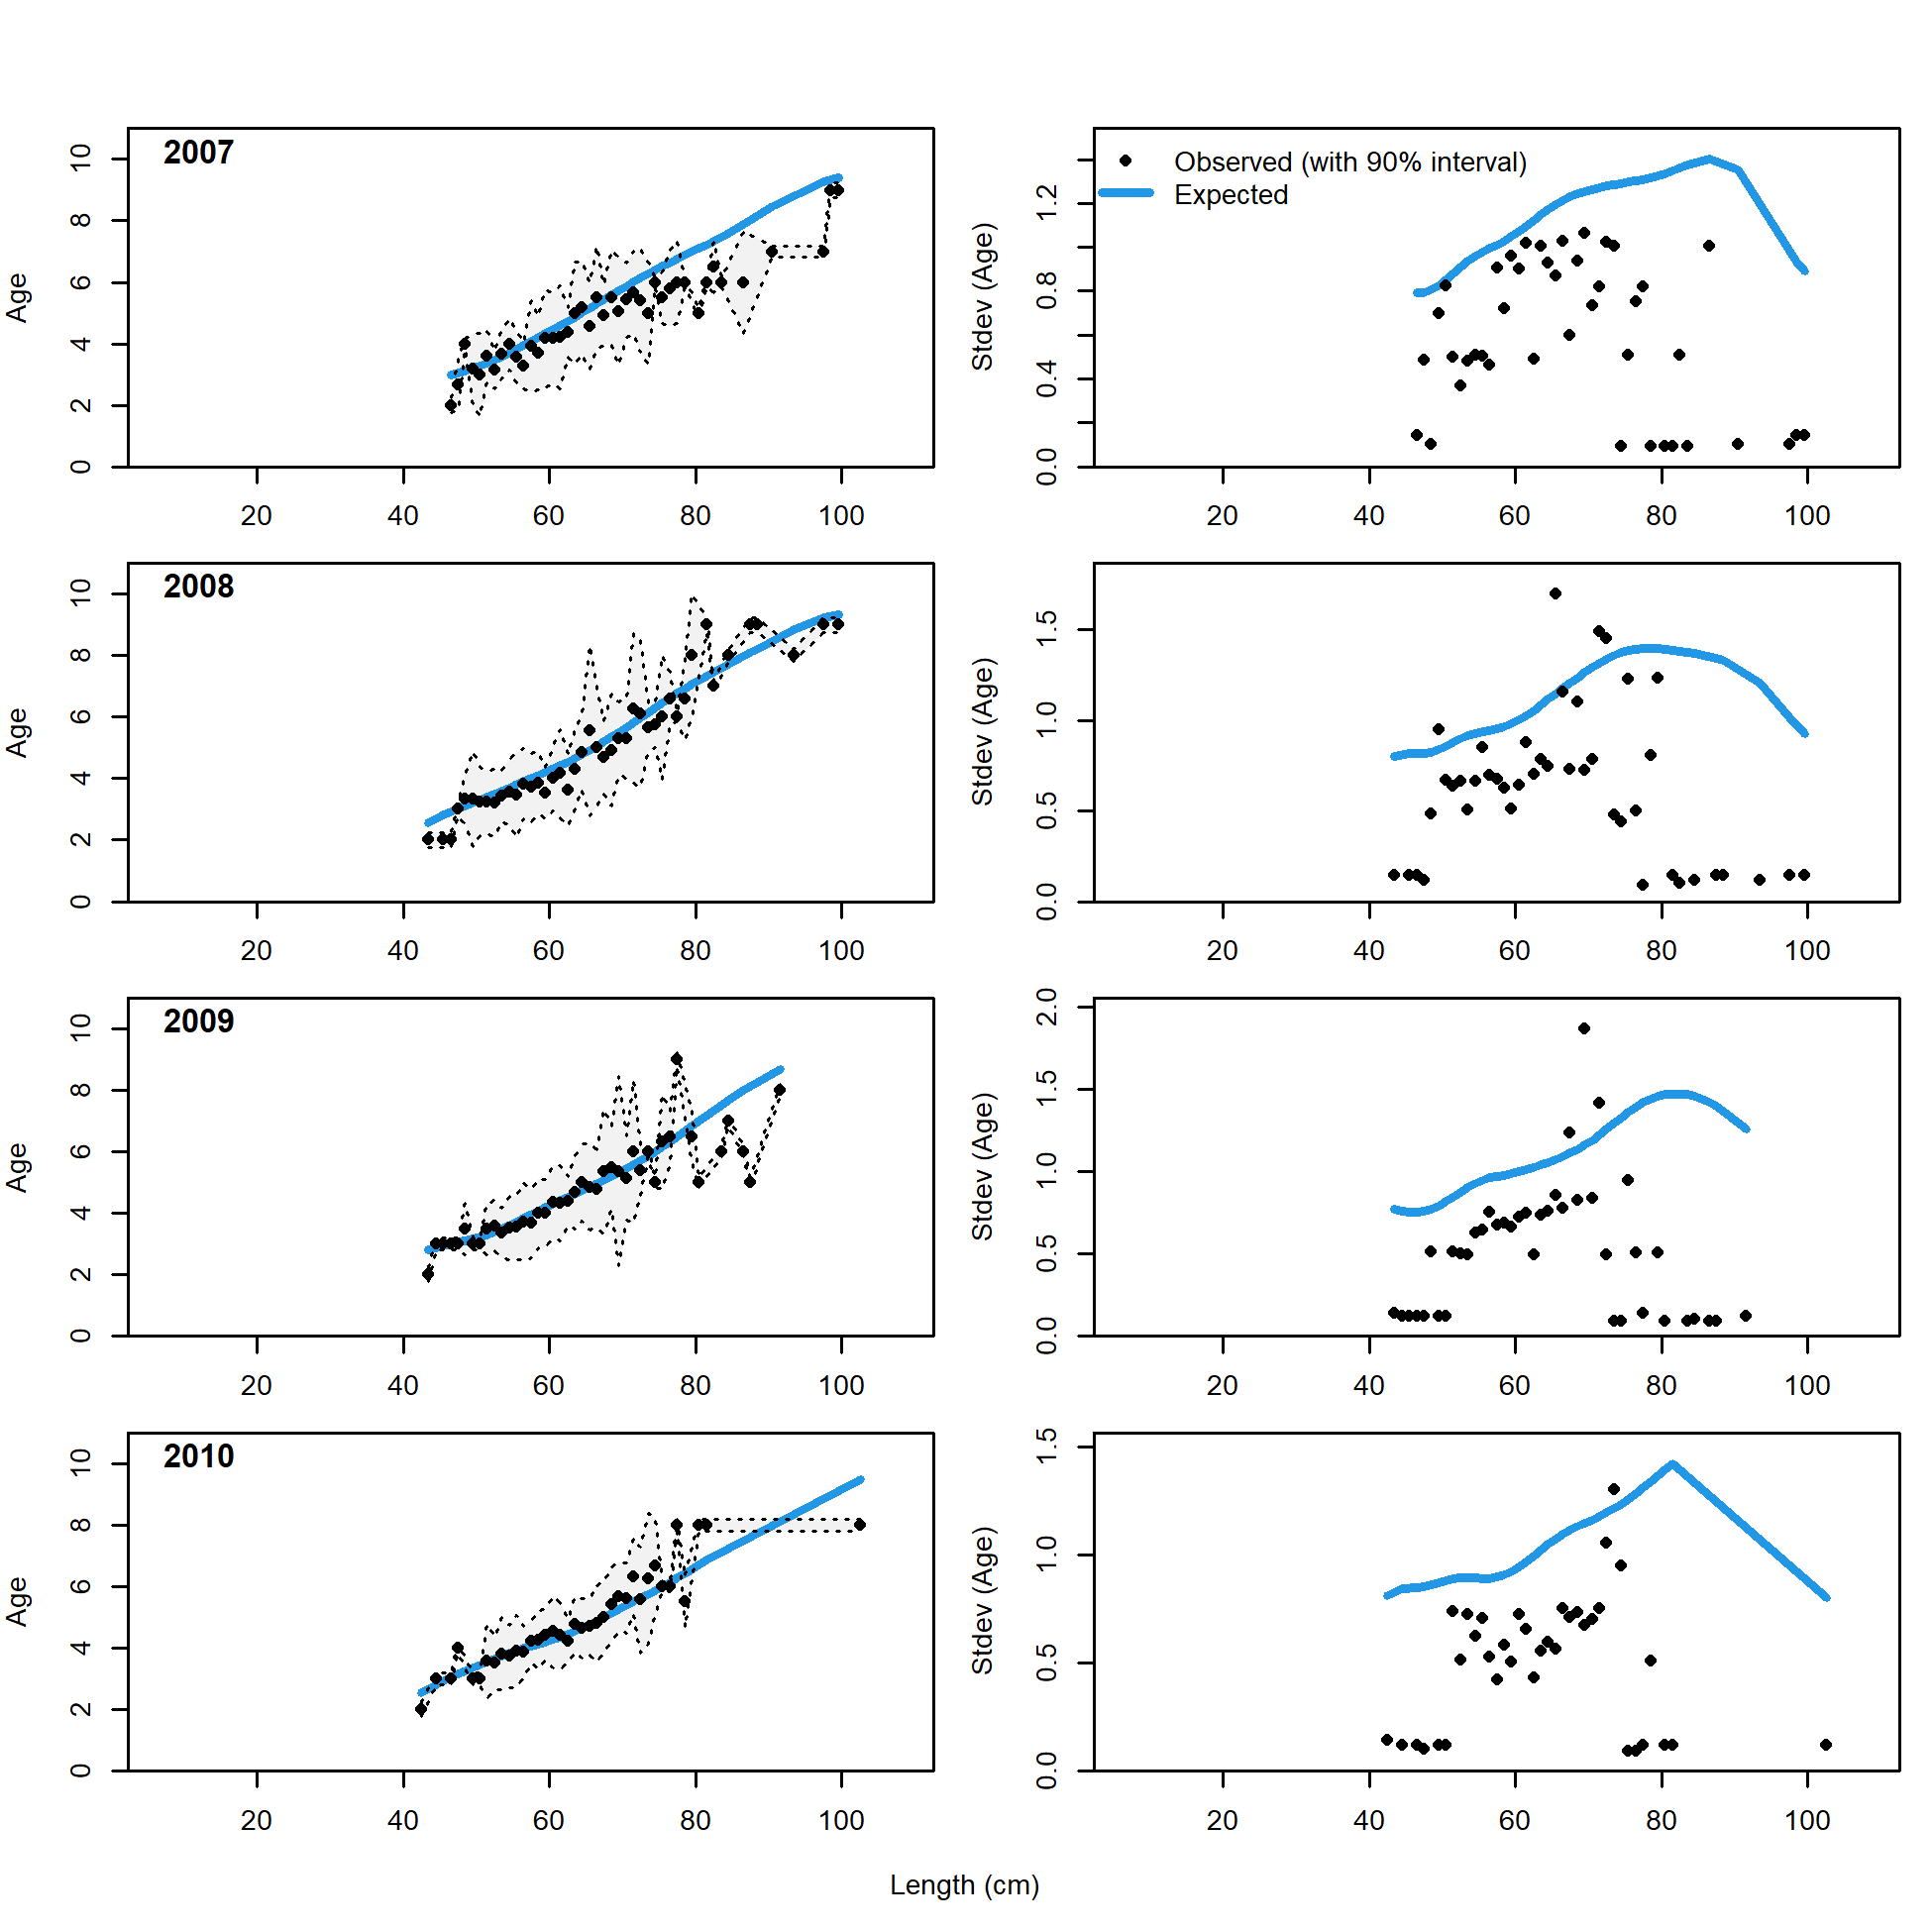 2007
Age
0 2 4 6 8 10
20 40 60 80 100
Observed (with 90% interval)
Expected
Stdev (Age)
0.0 0.4 0.8 1.2
20 40 60 80 100
2008
Age
0 2 4 6 8 10
20 40 60 80 100
Stdev (Age)
0.0 0.5 1.0 1.5
20 40 60 80 100
2009
Age
0 2 4 6 8 10
20 40 60 80 100
Stdev (Age)
0.0 0.5 1.0 1.5 2.0
20 40 60 80 100
2010
Age
0 2 4 6 8 10
20 40 60 80 100
Stdev (Age)
0.0 0.5 1.0 1.5
20 40 60 80 100
Length (cm)